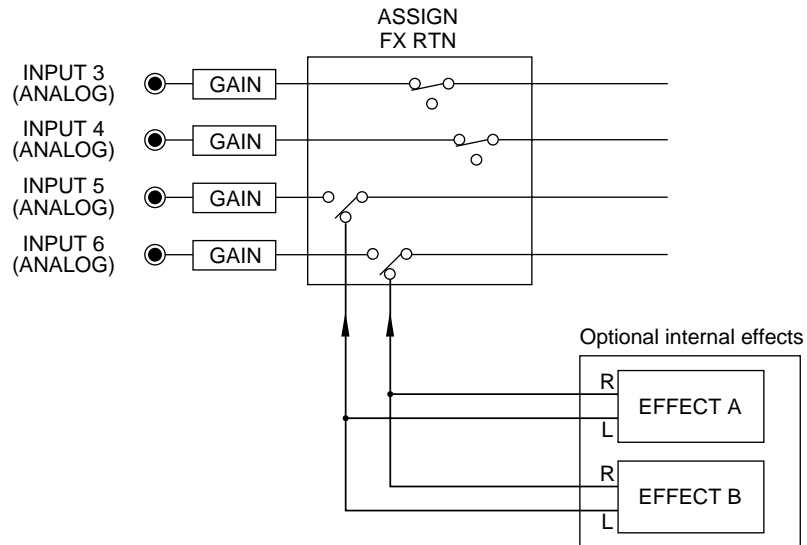 ASSIGN
FX RTN
INPUT 3
(ANALOG)
GAIN
INPUT 4
(ANALOG)
GAIN
INPUT 5
(ANALOG)
GAIN
INPUT 6
(ANALOG)
GAIN
Optional internal effects
R
EFFECT A
L
R
EFFECT B
L